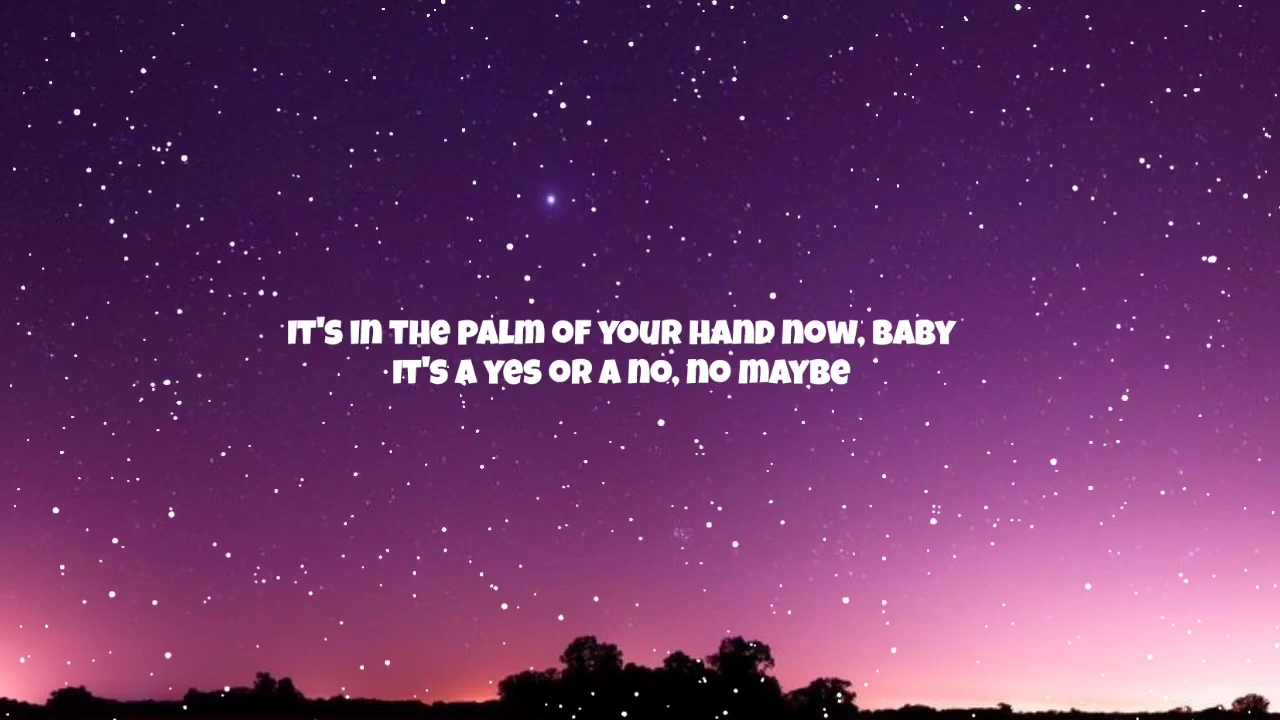 It's in the palm of your hand now, baby
It's a yes or a no, no maybe